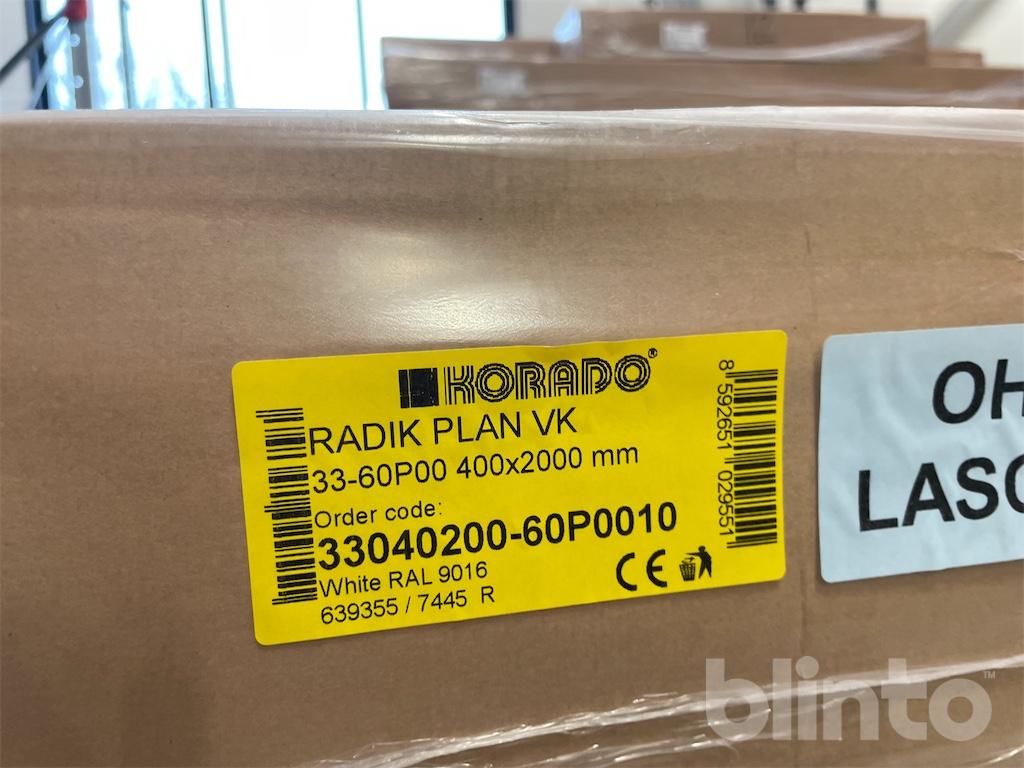 KORADO®
RADIK PLAN VK
33-60P00 400x2000 mm
Order code:
33040200-60P0010
White RAL 9016
639355 / 7445 R
CE
8 592651 029551
OH
LASC
blinto™